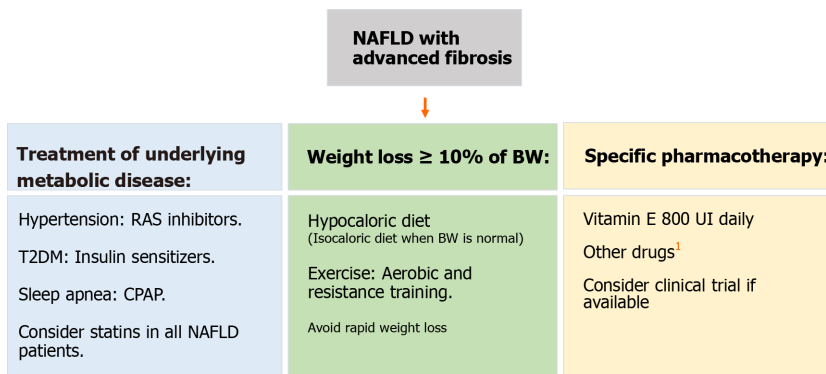 NAFLD with
advanced fibrosis
Treatment of underlying
metabolic disease:
Hypertension: RAS inhibitors.
T2DM: Insulin sensitizers.
Sleep apnea: CPAP.
Consider statins in all NAFLD
patients.
Weight loss ≥ 10% of BW:
Hypocaloric diet
(Isocaloric diet when BW is normal)
Exercise: Aerobic and
resistance training.
Avoid rapid weight loss
Specific pharmacotherapy:
Vitamin E 800 UI daily
Other drugs1
Consider clinical trial if
available